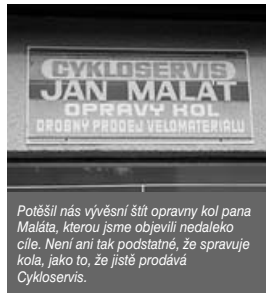 CYKLOSERVIS
JAN MALAT
OPRAVY KOL
DROBNÝ PRODEJ VELOMATERIÁLU
Potěšil nás vývěsní štít opravny kol pana
Maláta, kterou jsme objevili nedaleko
cíle. Není ani tak podstatné, že spravuje
kola, jako to, že jistě prodává
Cykloservis.